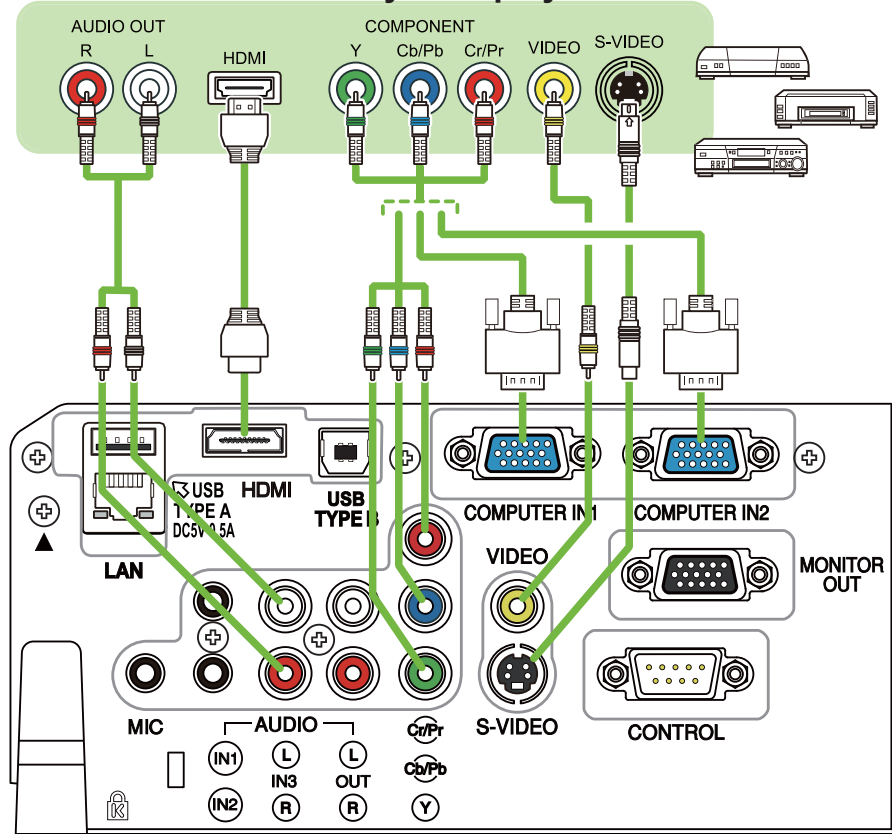 AUDIO OUT
R L
HDMI
COMPONENT
Y Cb/Pb Cr/Pr
VIDEO
S-VIDEO
USB
TYPE A
DC5V 0.5A
HDMI
USB
TYPE B
LAN
COMPUTER IN1
COMPUTER IN2
VIDEO
MONITOR
OUT
MIC
AUDIO
IN1
IN2
L
IN3
R
L
OUT
R
Cr/Pr
Cb/Pb
Y
S-VIDEO
CONTROL
K